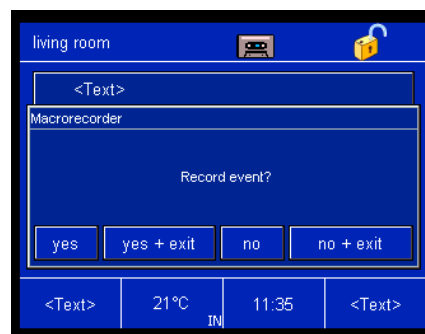 living room
<Text>
Macrorecorder
Record event?
yes yes + exit no no + exit
<Text> 21°C IN 11:35 <Text>